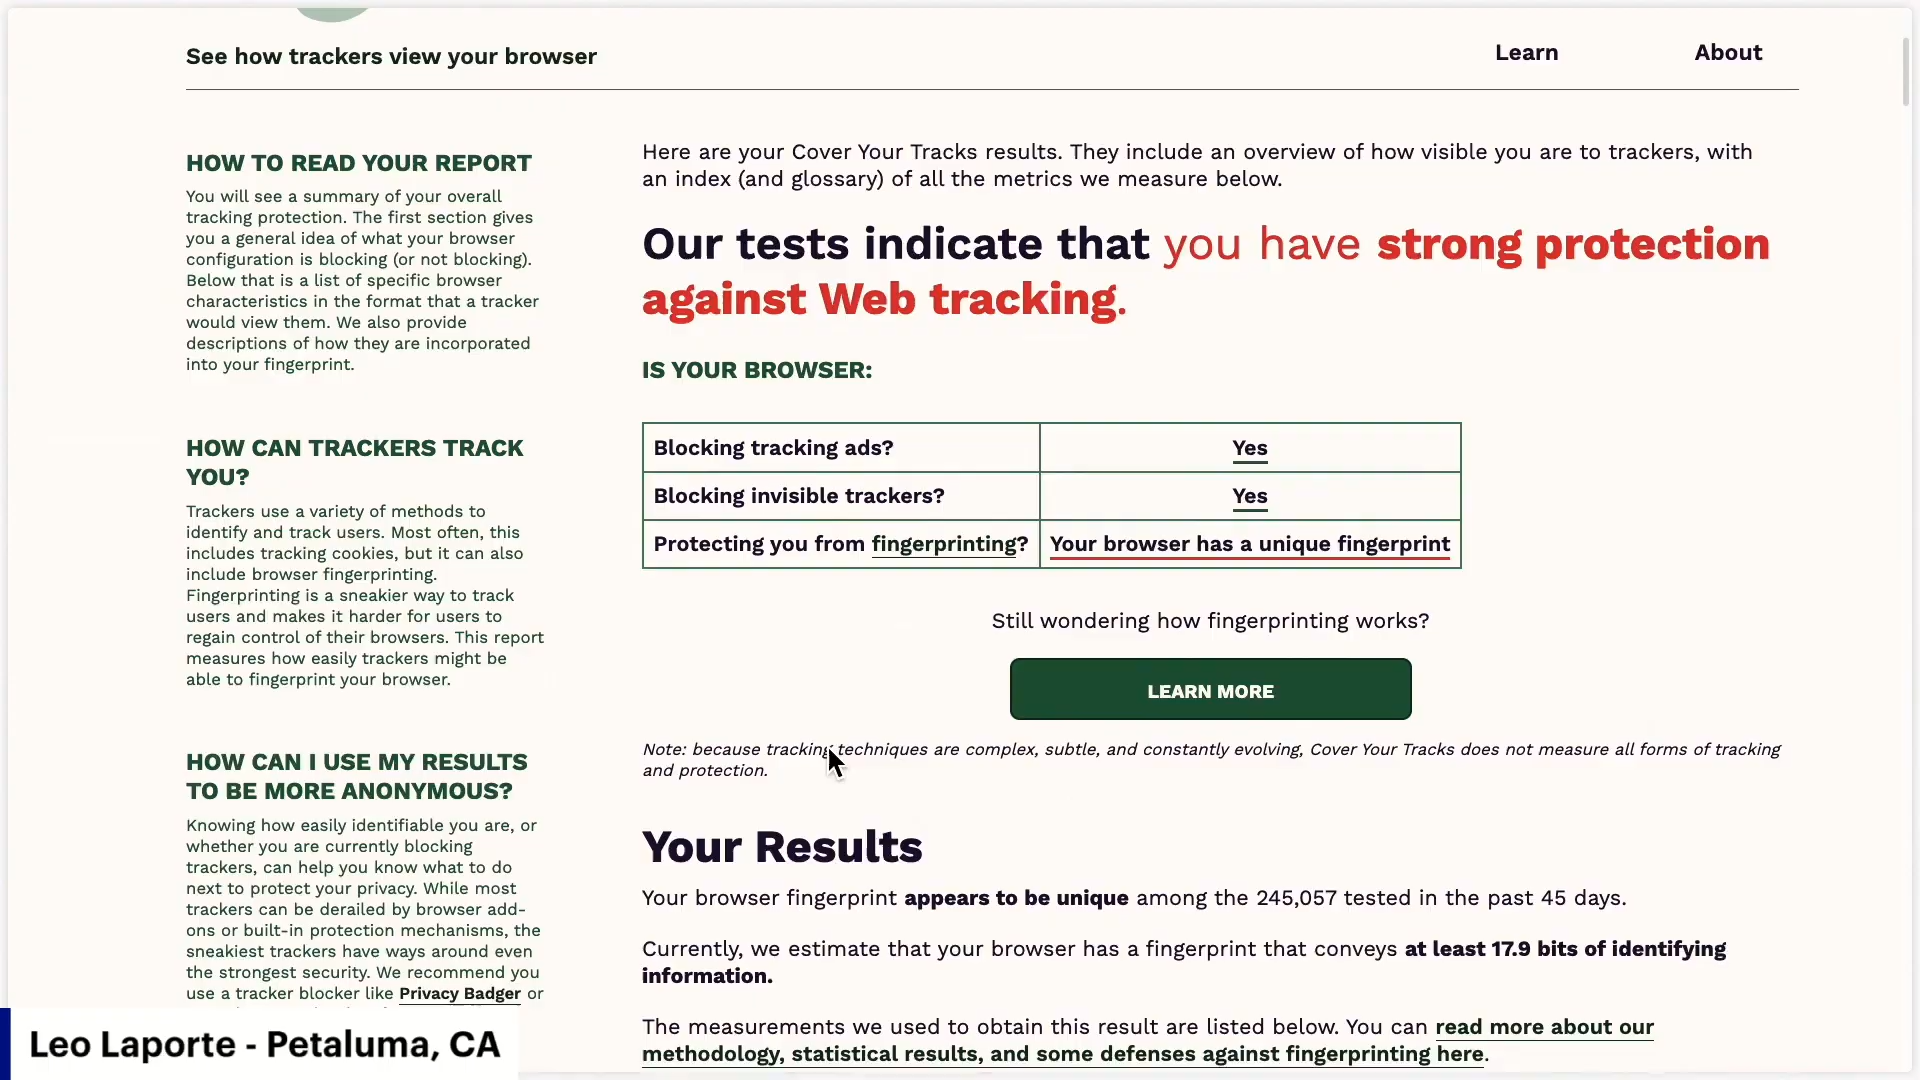 See how trackers view your browser
Learn
About
HOW TO READ YOUR REPORT
You will see a summary of your overall
tracking protection. The first section gives
you a general idea of what your browser
configuration is blocking (or not blocking).
Below that is a list of specific browser
characteristics in the format that a tracker
would view them. We also provide
descriptions of how they are incorporated
into your fingerprint.
HOW CAN TRACKERS TRACK
YOU?
Trackers use a variety of methods to
identify and track users. Most often, this
includes tracking cookies, but it can also
include browser fingerprinting.
Fingerprinting is a sneakier way to track
users and makes it harder for users to
regain control of their browsers. This report
measures how easily trackers might be
able to fingerprint your browser.
HOW CAN I USE MY RESULTS
TO BE MORE ANONYMOUS?
Knowing how easily identifiable you are, or
whether you are currently blocking
trackers, can help you know what to do
next to protect your privacy. While most
trackers can be derailed by browser add-
ons or built-in protection mechanisms, the
sneakiest trackers have ways around even
the strongest security. We recommend you
use a tracker blocker like Privacy Badger or
Here are your Cover Your Tracks results. They include an overview of how visible you are to trackers, with
an index (and glossary) of all the metrics we measure below.
Our tests indicate that you have strong protection
against Web tracking.
IS YOUR BROWSER:
Blocking tracking ads? Yes
Blocking invisible trackers? Yes
Protecting you from fingerprinting? Your browser has a unique fingerprint
Still wondering how fingerprinting works?
LEARN MORE
Note: because tracking techniques are complex, subtle, and constantly evolving, Cover Your Tracks does not measure all forms of tracking
and protection.
Your Results
Your browser fingerprint appears to be unique among the 245,057 tested in the past 45 days.
Currently, we estimate that your browser has a fingerprint that conveys at least 17.9 bits of identifying
information.
The measurements we used to obtain this result are listed below. You can read more about our
methodology, statistical results, and some defenses against fingerprinting here.
Leo Laporte - Petaluma, CA